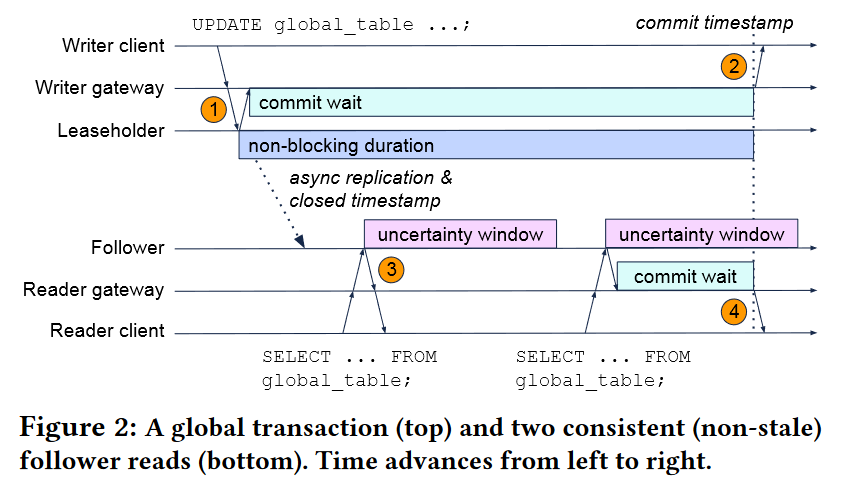 UPDATE global_table ...;
commit timestamp
Writer client
2
Writer gateway
1
commit wait
Leaseholder
non-blocking duration
async replication &
closed timestamp
uncertainty window
uncertainty window
Follower
3
commit wait
Reader gateway
4
Reader client
SELECT ... FROM
global_table;
SELECT ... FROM
global_table;
Figure 2: A global transaction (top) and two consistent (non-stale)
follower reads (bottom). Time advances from left to right.